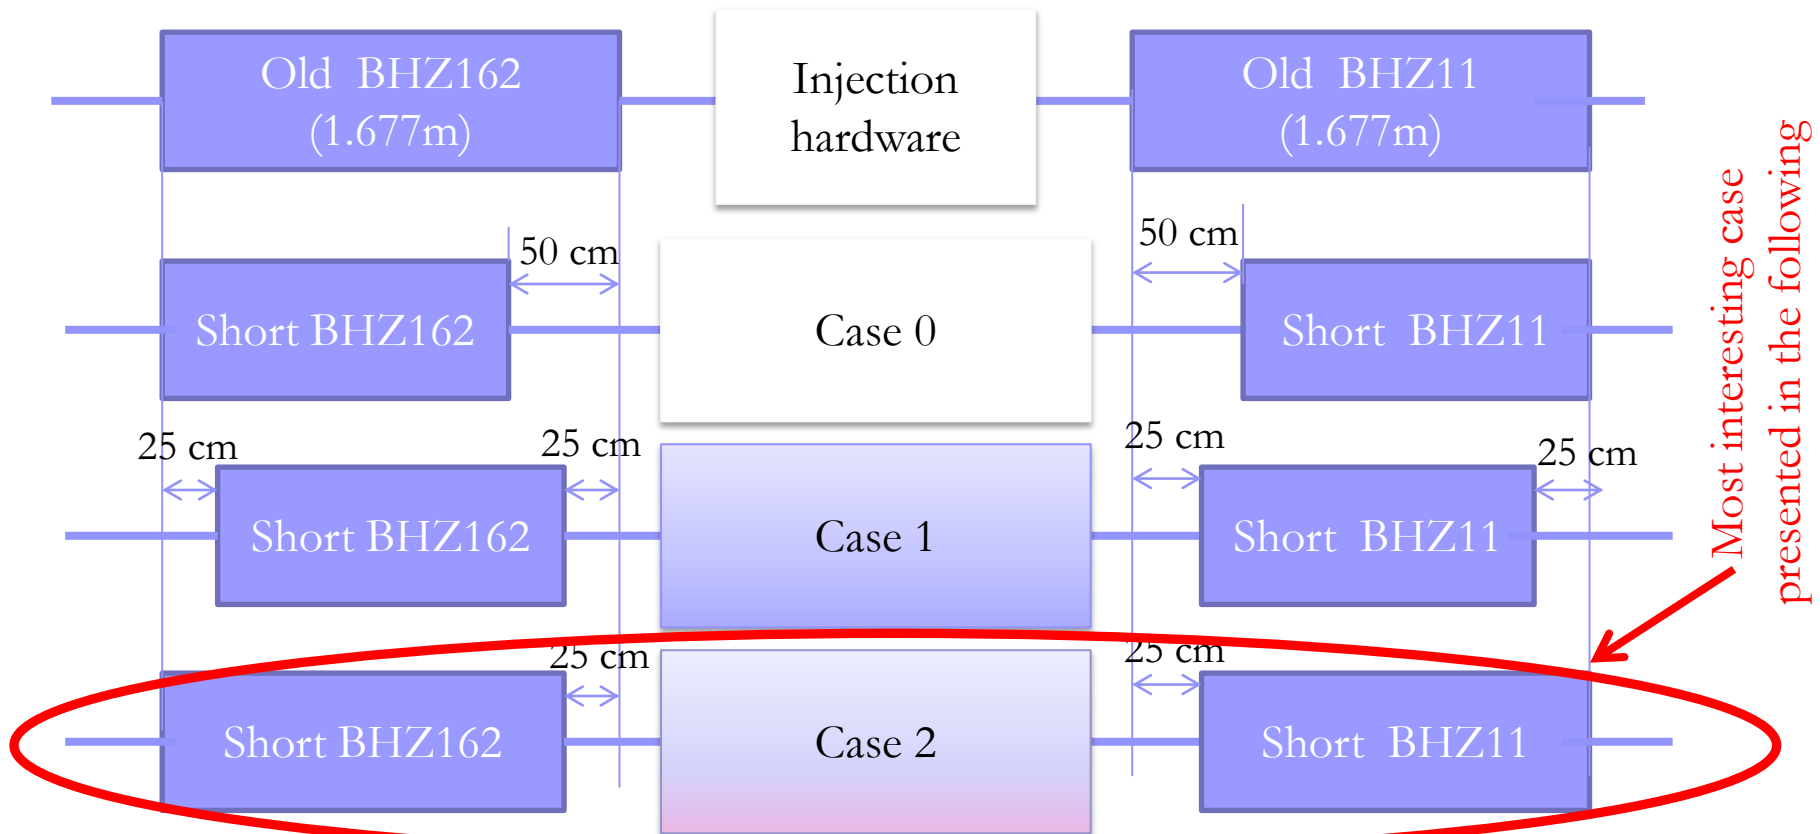 Old BHZ162
(1.677m)
Injection
hardware
Old BHZ11
(1.677m)
50 cm
50 cm
Short BHZ162
Case 0
Short BHZ11
25 cm
25 cm
25 cm
25 cm
Short BHZ162
Case 1
Short BHZ11
25 cm
25 cm
Short BHZ162
Case 2
Short BHZ11
Most interesting case
presented in the following